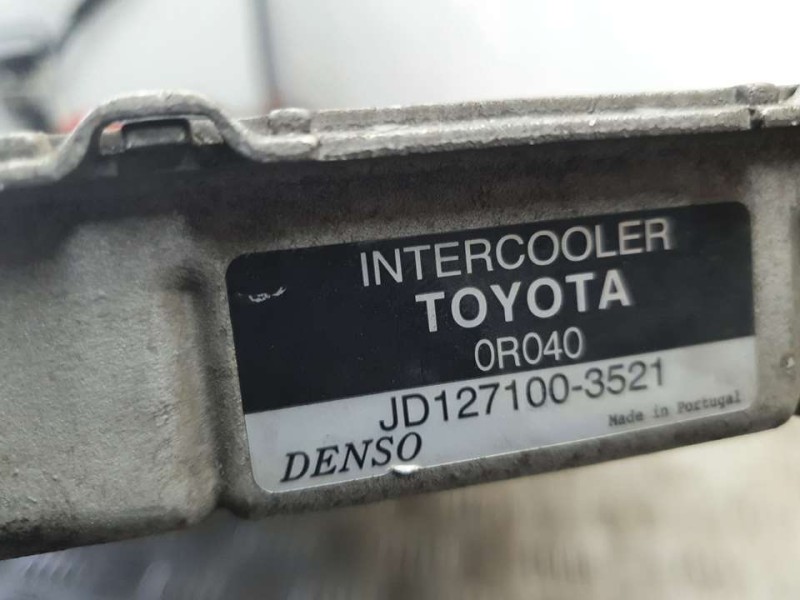 INTERCOOLER
TOYOTA
0R040
JD127100-3521
Made in Portugal
DENSO